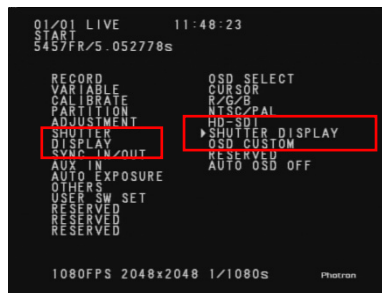 01/01 LIVE 11:48:23
START
5457FR/5.052778s
RECORD
VARIABLE
CALIBRATE
PARTITION
ADJUSTMENT
SHUTTER
DISPLAY
SYNC IN/OUT
AUX IN
AUTO EXPOSURE
OTHERS
USER SW SET
RESERVED
RESERVED
RESERVED
OSD SELECT
CURSOR
R/G/B
NTSC/PAL
HD-SDI
▶SHUTTER DISPLAY
OSD CUSTOM
RESERVED
AUTO OSD OFF
1080FPS 2048x2048 1/1080s
Photron